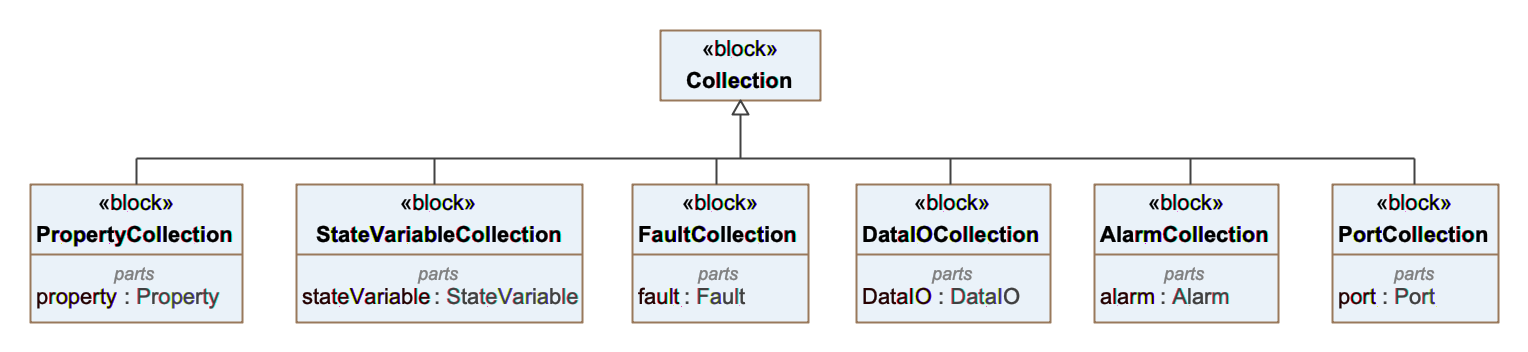 «block»
Collection
«block»
PropertyCollection
parts
property : Property
«block»
StateVariableCollection
parts
stateVariable : StateVariable
«block»
FaultCollection
parts
fault : Fault
«block»
DataIOCollection
parts
DataIO : DataIO
«block»
AlarmCollection
parts
alarm : Alarm
«block»
PortCollection
parts
port : Port